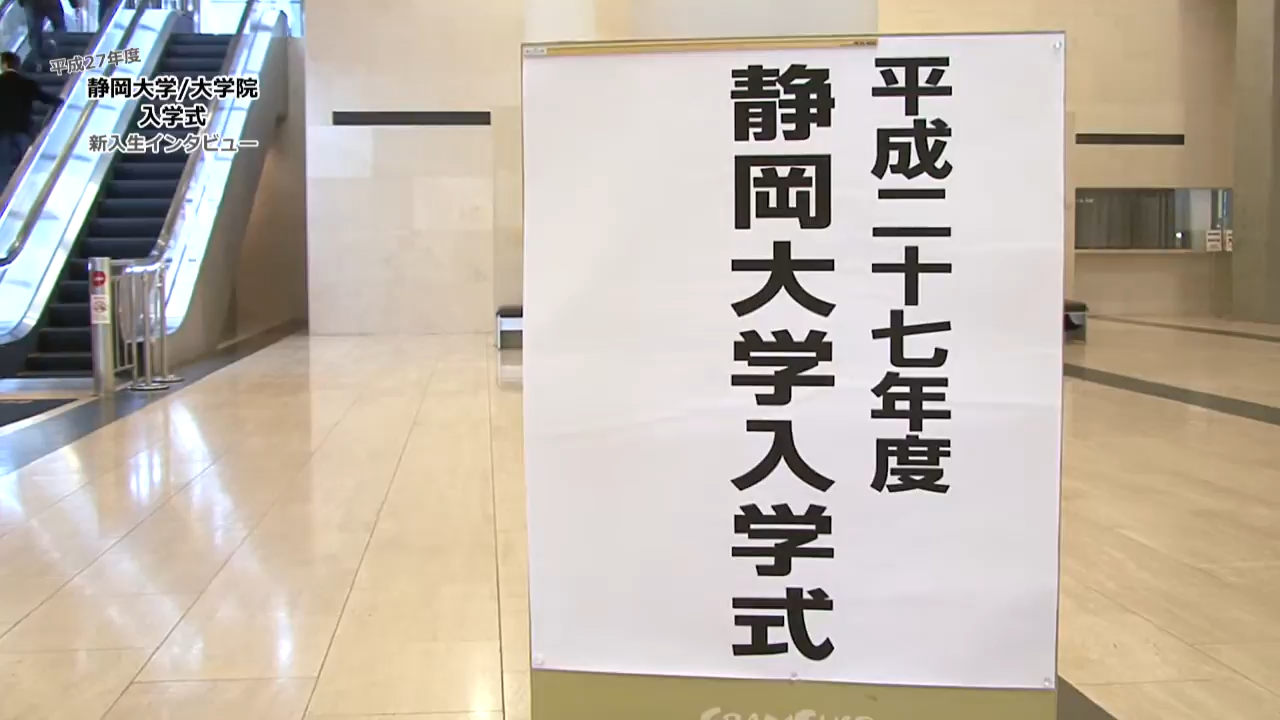 平成27年度
静岡大学/大学院
入学式
新入生インタビュー
平成二十七年度
静岡大学入学式